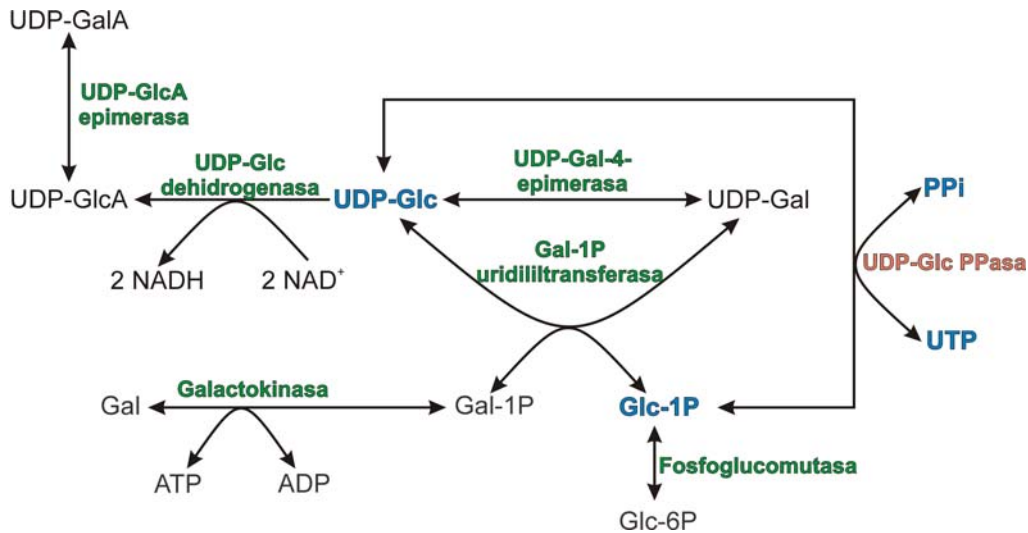 UDP-GalA
UDP-GlcA
epimerasa
UDP-Glc
dehidrogenasa
UDP-Gal-4-
epimerasa
UDP-GlcA
UDP-Glc
UDP-Gal
PPi
Gal-1P
uridililtransferasa
UDP-Glc PPasa
2 NADH
2 NAD⁺
UTP
Galactokinasa
Gal
Gal-1P
Glc-1P
Fosfoglucomutasa
ATP
ADP
Glc-6P